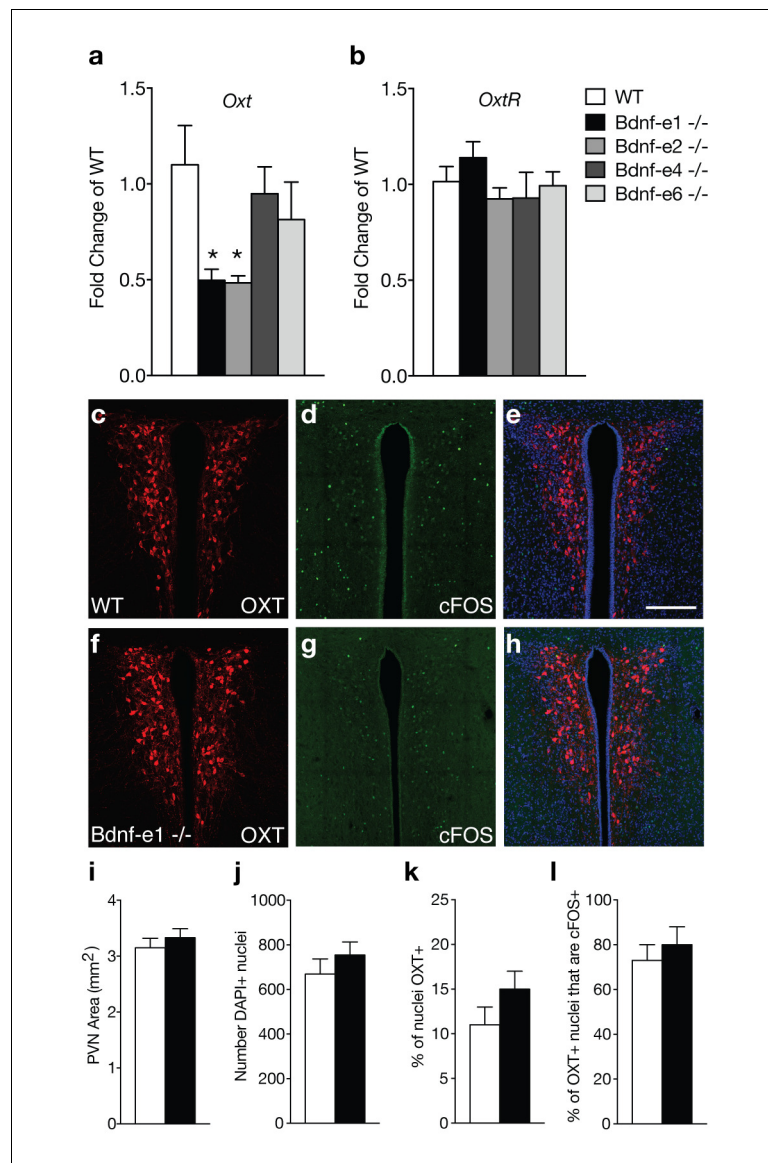 a
Oxt
Fold Change of WT
1.5
1.0
0.5
0.0
* *
b
OxtR
Fold Change of WT
1.5
1.0
0.5
0.0
WT
Bdnf-e1 -/-
Bdnf-e2 -/-
Bdnf-e4 -/-
Bdnf-e6 -/-
c
WT OXT
d
cFOS
e
f
Bdnf-e1 -/- OXT
g
cFOS
h
i
PVN Area (mm2)
4
3
2
1
0
j
Number DAPI+ nuclei
1000
800
600
400
200
0
k
% of nuclei OXT+
25
20
15
10
5
0
l
% of OXT+ nuclei that are cFOS+
100
80
60
40
20
0